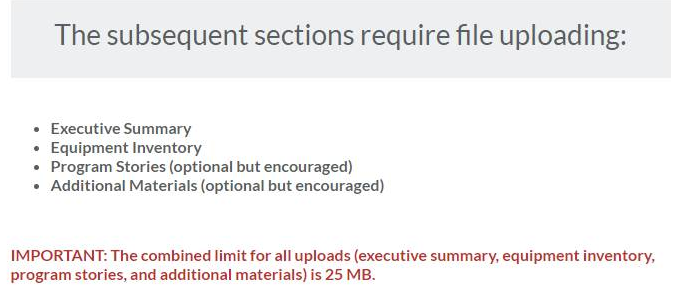 The subsequent sections require file uploading:
Executive Summary
Equipment Inventory
Program Stories (optional but encouraged)
Additional Materials (optional but encouraged)
IMPORTANT: The combined limit for all uploads (executive summary, equipment inventory,
program stories, and additional materials) is 25 MB.